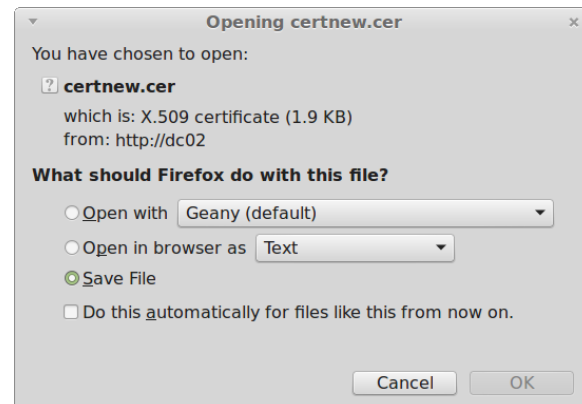 Opening certnew.cer
You have chosen to open:
certnew.cer
which is: X.509 certificate (1.9 KB)
from: http://dc02
What should Firefox do with this file?
Open with Geany (default)
Open in browser as Text
Save File
Do this automatically for files like this from now on.
Cancel OK